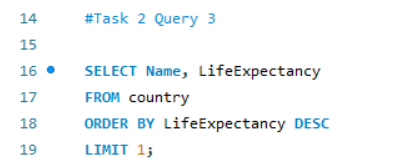 14 #Task 2 Query 3
15
16 SELECT Name, LifeExpectancy
17 FROM country
18 ORDER BY LifeExpectancy DESC
19 LIMIT 1;